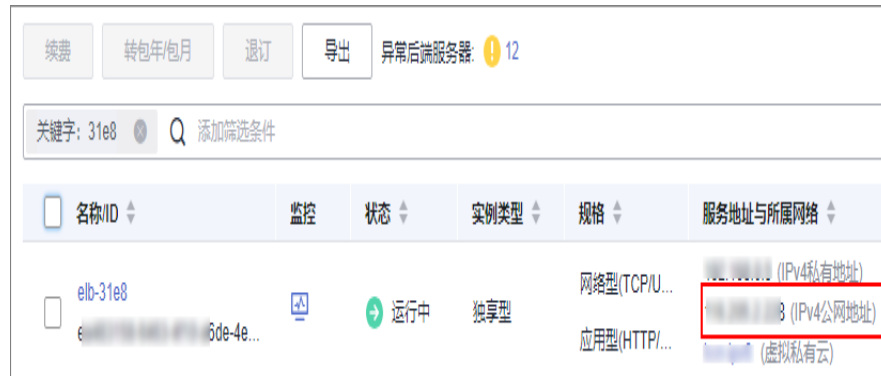 续费 转包年/包月 退订 导出 异常后端服务器: 12
关键字: 31e8 添加筛选条件
名称/ID 监控 状态 实例类型 规格 服务地址与所属网络
(IPv4私有地址)
elb-31e8 运行中 独享型 网络型(TCP/U... 8 (IPv4公网地址)
6de-4e... 应用型(HTTP/... (虚拟私有云)